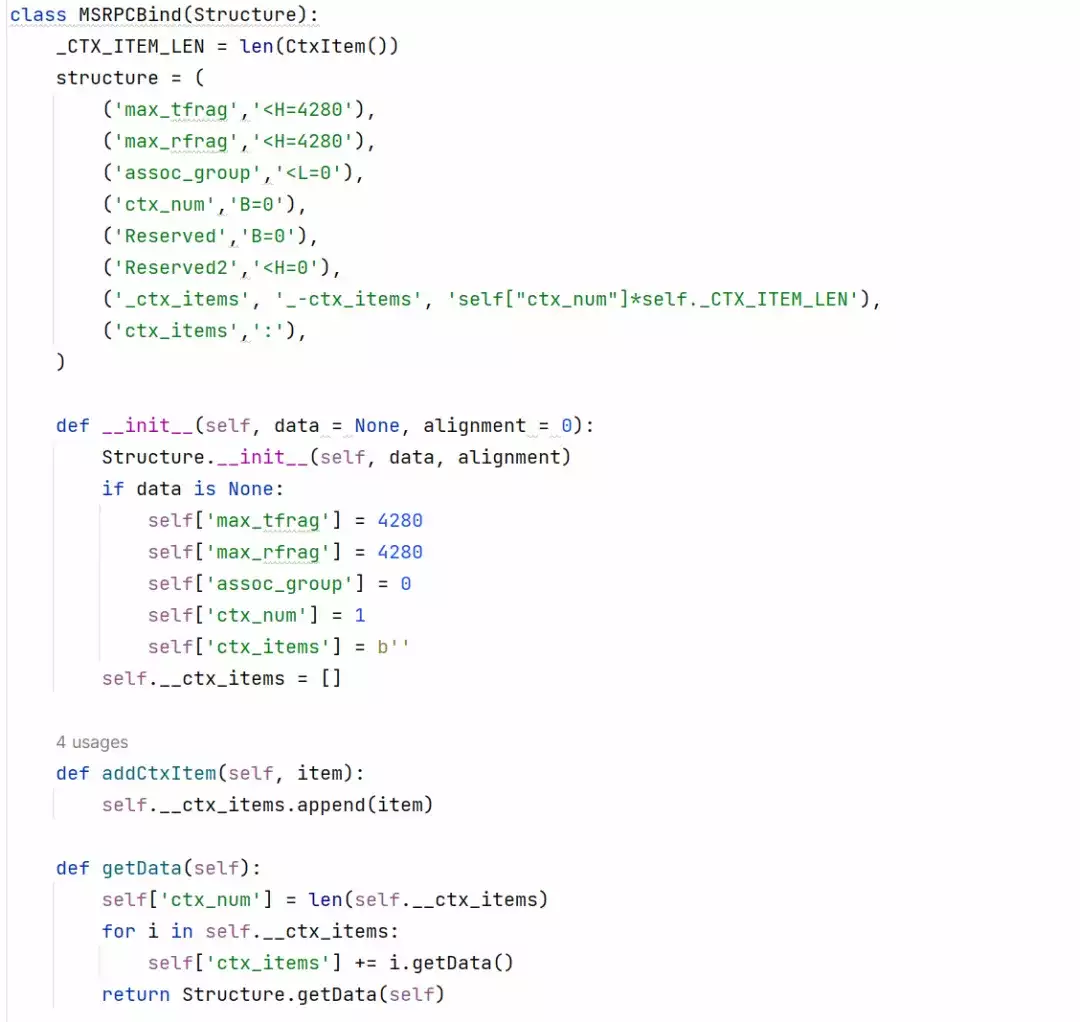 class MSRPCBind(Structure):
    _CTX_ITEM_LEN = len(CtxItem())
    structure = (
        ('max_tfrag','<H=4280'),
        ('max_rfrag','<H=4280'),
        ('assoc_group','<L=0'),
        ('ctx_num','B=0'),
        ('Reserved','B=0'),
        ('Reserved2','<H=0'),
        ('_ctx_items', '_-ctx_items', 'self["ctx_num"]*self._CTX_ITEM_LEN'),
        ('ctx_items',':'),
    )
    def __init__(self, data = None, alignment = 0):
        Structure.__init__(self, data, alignment)
        if data is None:
            self['max_tfrag'] = 4280
            self['max_rfrag'] = 4280
            self['assoc_group'] = 0
            self['ctx_num'] = 1
            self['ctx_items'] = b''
        self.__ctx_items = []
    4 usages
    def addCtxItem(self, item):
        self.__ctx_items.append(item)
    def getData(self):
        self['ctx_num'] = len(self.__ctx_items)
        for i in self.__ctx_items:
            self['ctx_items'] += i.getData()
        return Structure.getData(self)